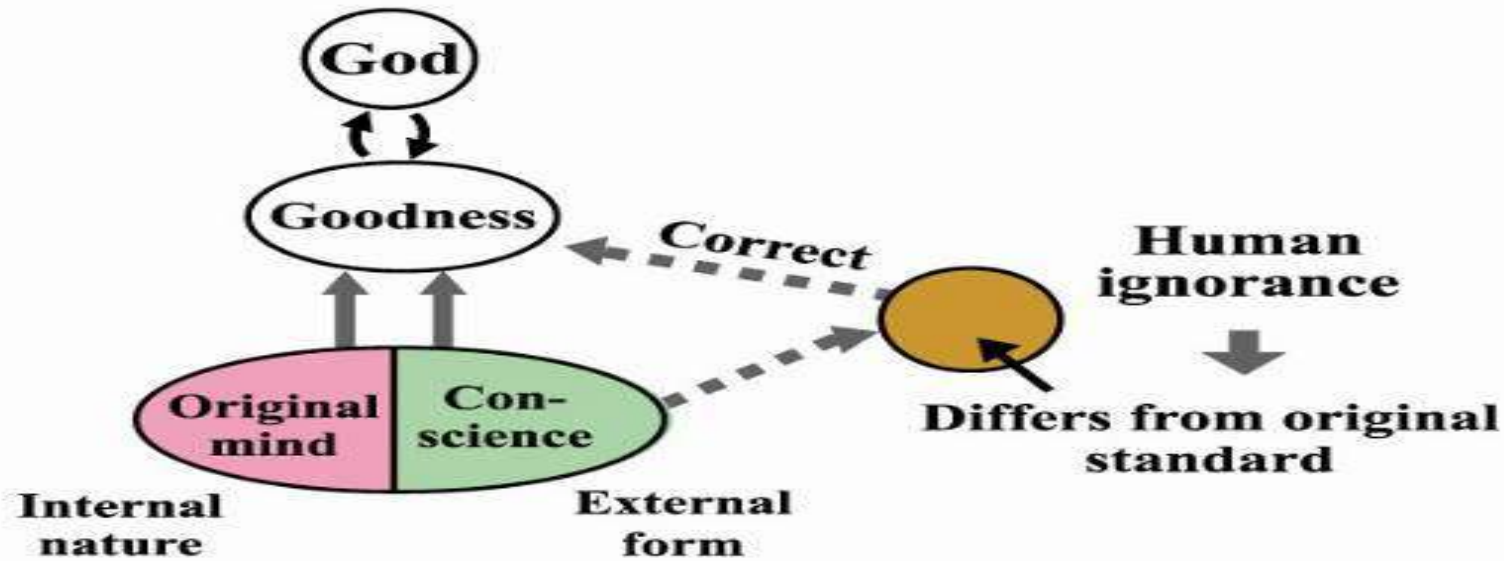 God
Goodness
Correct
Human
ignorance
Original
mind
Con-
science
Differs from original
standard
Internal
nature
External
form